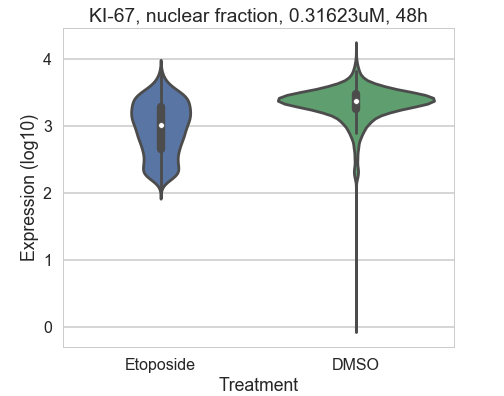 KI-67, nuclear fraction, 0.31623uM, 48h
Expression (log10)
4
3
2
1
0
Etoposide
DMSO
Treatment